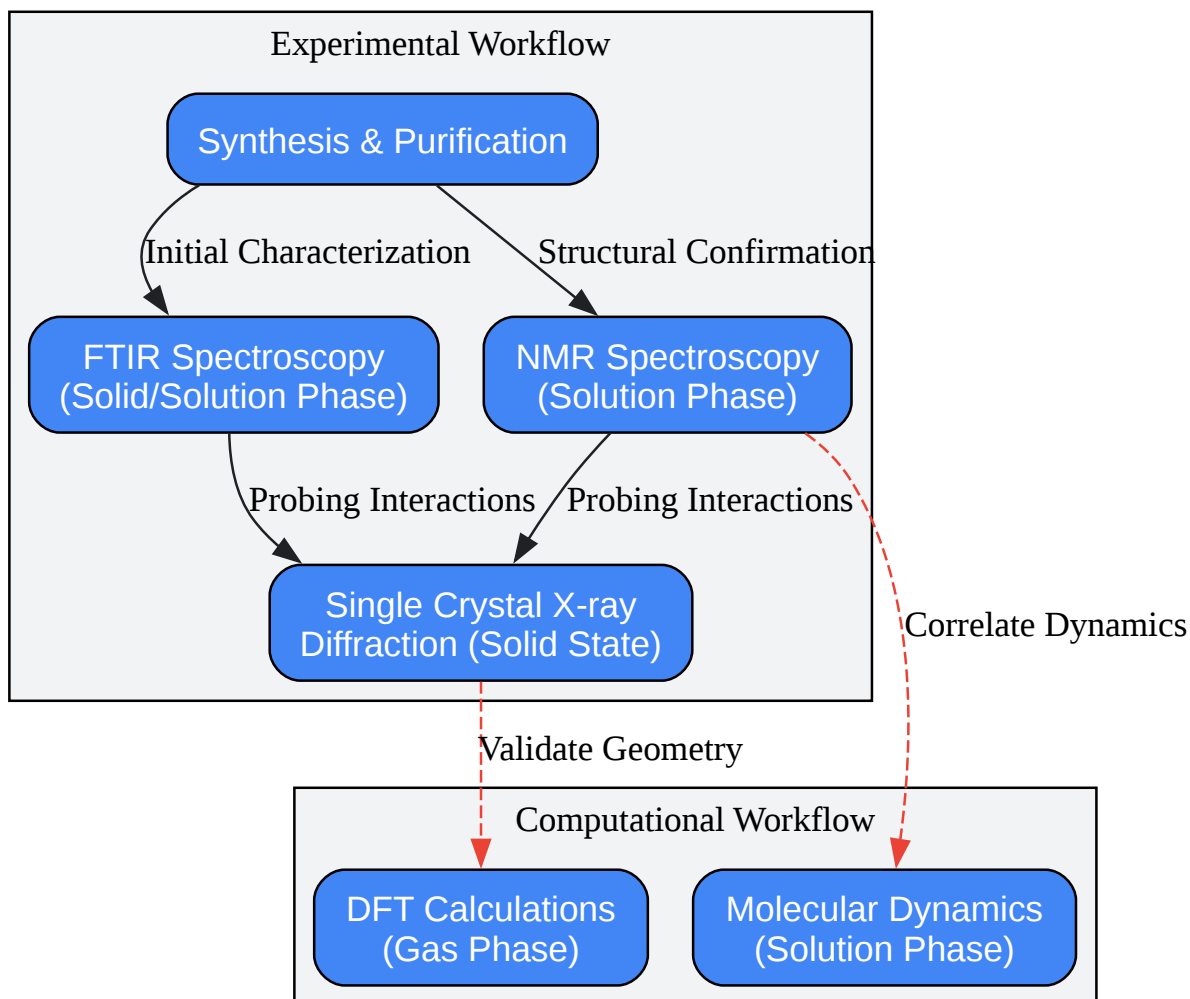 Experimental Workflow
Synthesis & Purification
Initial Characterization
Structural Confirmation
FTIR Spectroscopy
(Solid/Solution Phase)
NMR Spectroscopy
(Solution Phase)
Probing Interactions
Probing Interactions
Single Crystal X-ray
Diffraction (Solid State)
Correlate Dynamics
Validate Geometry
Computational Workflow
DFT Calculations
(Gas Phase)
Molecular Dynamics
(Solution Phase)